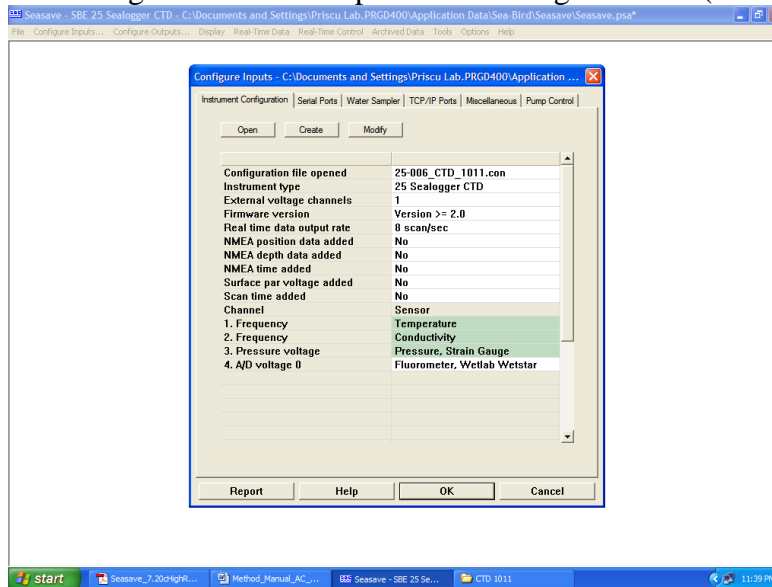 Seasave - SBE 25 Sealogger CTD - C:\Documents and Settings\Priscu Lab.PRGD400\Application Data\Sea-Bird\Seasave\Seasave.psa*
File Configure Inputs... Configure Outputs... Display Real-Time Data Real-Time Control Archived Data Tools Options Help
Configure Inputs - C:\Documents and Settings\Priscu Lab.PRGD400\Application ...
Instrument Configuration Serial Ports Water Sampler TCP/IP Ports Miscellaneous Pump Control
Open Create Modify
Configuration file opened 25-006_CTD_1011.con
Instrument type 25 Sealogger CTD
External voltage channels 1
Firmware version Version >= 2.0
Real time data output rate 8 scan/sec
NMEA position data added No
NMEA depth data added No
NMEA time added No
Surface par voltage added No
Scan time added No
Channel Sensor
1. Frequency Temperature
2. Frequency Conductivity
3. Pressure voltage Pressure, Strain Gauge
4. A/D voltage 0 Fluorometer, Wetlab Wetstar
Report Help OK Cancel
start Seasave_7.20cHighR... Method_Manual_AC_... Seasave - SBE 25 Se... CTD 1011 11:39 PM